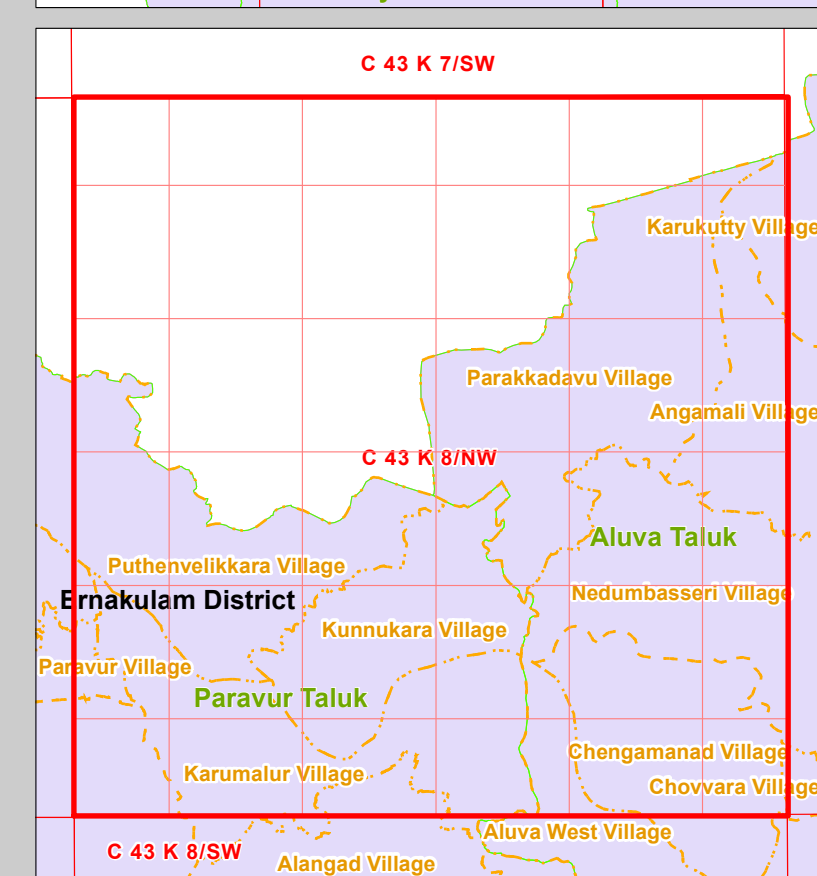 C 43 K 7/SW
Karukutty Village
Parakkadavu Village
Angamali Village
C 43 K 8/NW
Aluva Taluk
Puthenvelikkara Village
Nedumbasseri Village
Ernakulam District
Kunnukara Village
Paravur Village
Paravur Taluk
Chengamanad Village
Karumalur Village
Chovvara Village
Aluva West Village
C 43 K 8/SW
Alangad Village